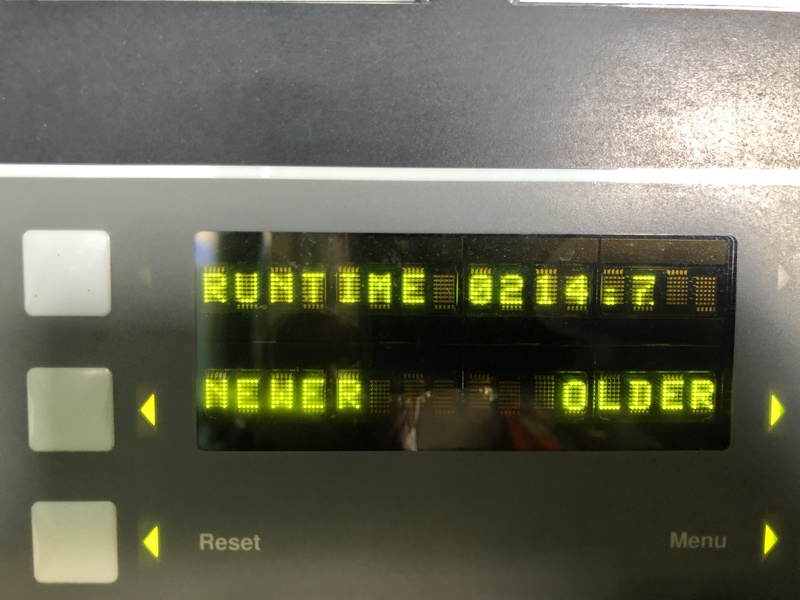 RUNTIME 0214:7
NEWER OLDER
Reset Menu